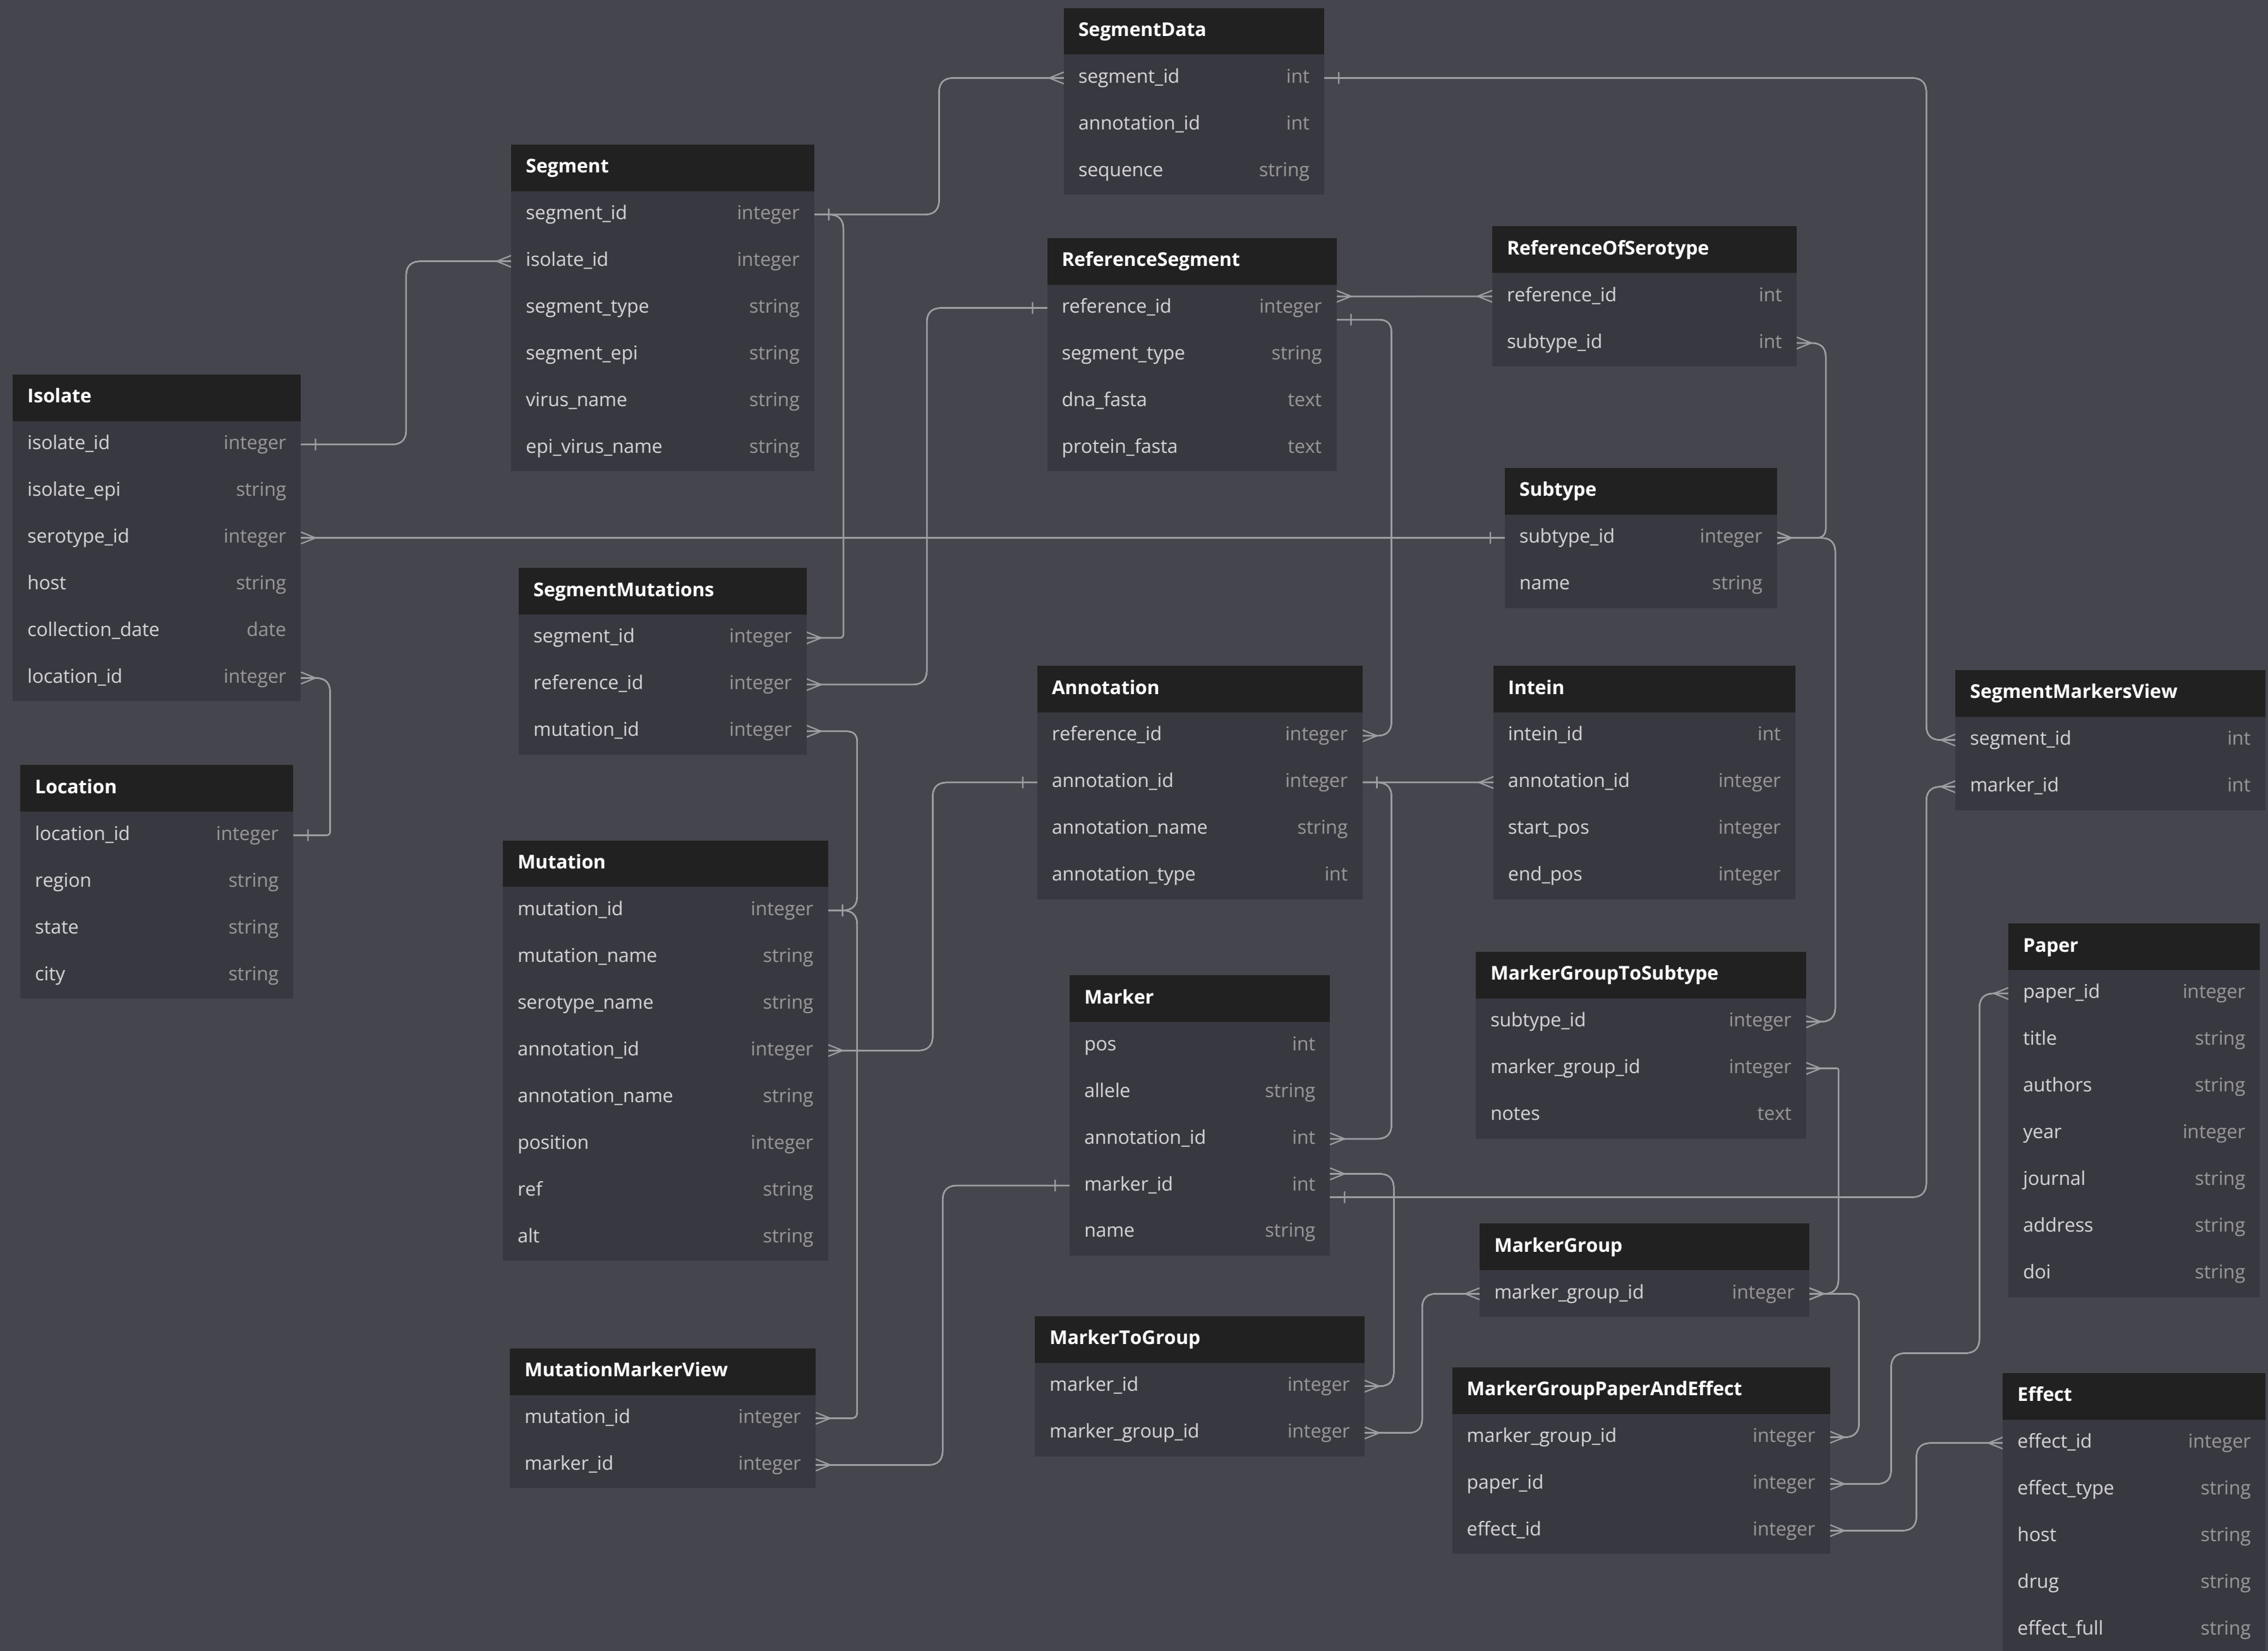 SegmentData
segment_id int
annotation_id int
sequence string
Segment
segment_id integer
isolate_id integer
segment_type string
segment_epi string
virus_name string
epi_virus_name string
ReferenceSegment
reference_id integer
segment_type string
dna_fasta text
protein_fasta text
ReferenceOfSerotype
reference_id int
subtype_id int
Isolate
isolate_id integer
isolate_epi string
serotype_id integer
host string
collection_date date
location_id integer
Subtype
subtype_id integer
name string
SegmentMutations
segment_id integer
reference_id integer
mutation_id integer
Annotation
reference_id integer
annotation_id integer
annotation_name string
annotation_type int
Intein
intein_id int
annotation_id integer
start_pos integer
end_pos integer
SegmentMarkersView
segment_id int
marker_id int
Location
location_id integer
region string
state string
city string
Mutation
mutation_id integer
mutation_name string
serotype_name string
annotation_id integer
annotation_name string
position integer
ref string
alt string
Marker
pos int
allele string
annotation_id int
marker_id int
name string
MarkerGroupToSubtype
subtype_id integer
marker_group_id integer
notes text
Paper
paper_id integer
title string
authors string
year integer
journal string
address string
doi string
MarkerGroup
marker_group_id integer
MarkerToGroup
marker_id integer
marker_group_id integer
MutationMarkerView
mutation_id integer
marker_id integer
MarkerGroupPaperAndEffect
marker_group_id integer
paper_id integer
effect_id integer
Effect
effect_id integer
effect_type string
host string
drug string
effect_full string